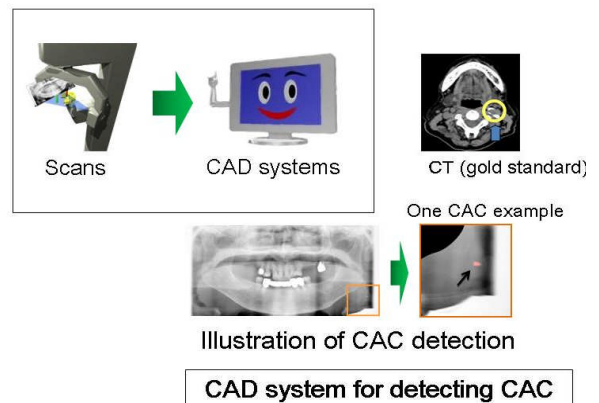 Scans
CAD systems
CT (gold standard)
One CAC example
Illustration of CAC detection
CAD system for detecting CAC